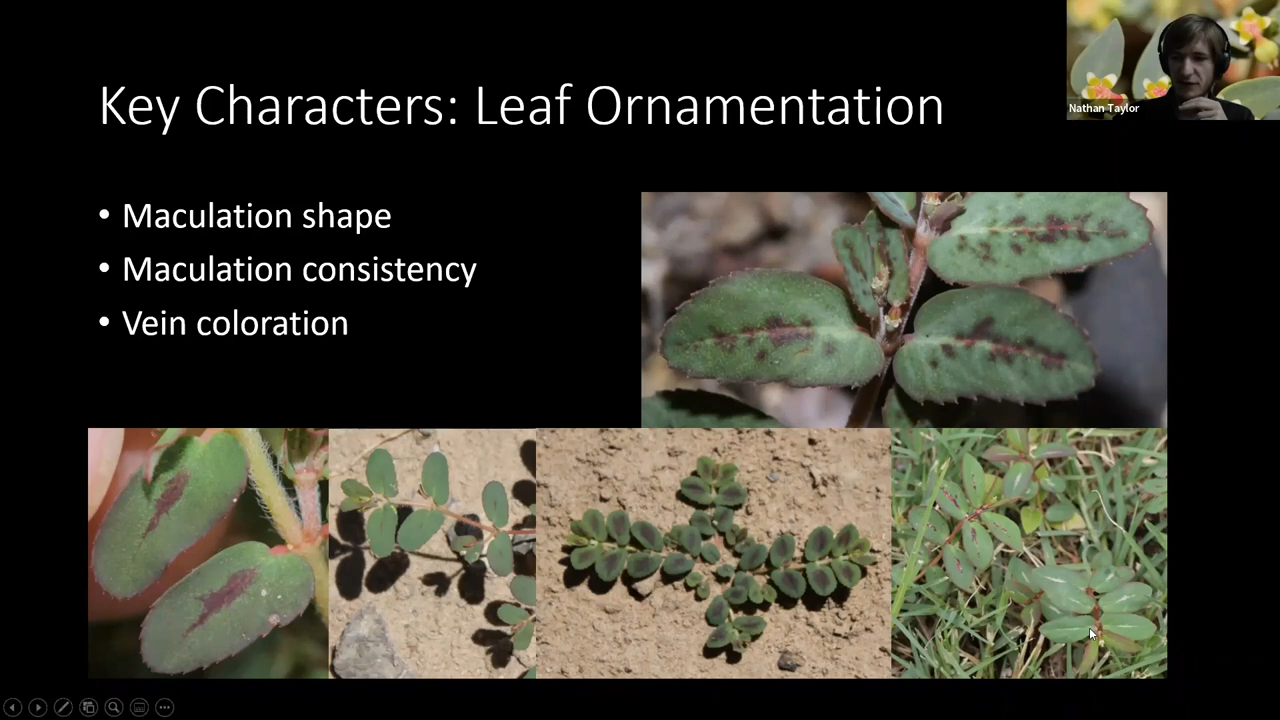 Key Characters: Leaf Ornamentation
Nathan Taylor
• Maculation shape
• Maculation consistency
• Vein coloration